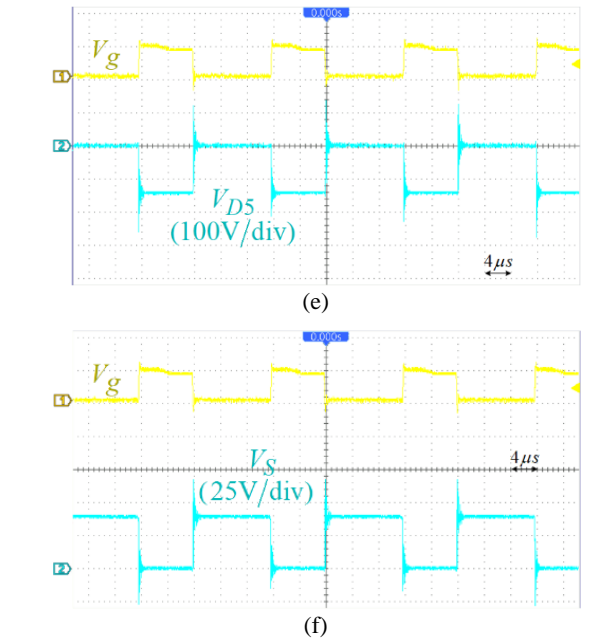 0.000s
Vg
1
2
VD5
(100V/div)
4μs
(e)
0.000s
Vg
1
4μs
VS
(25V/div)
2
(f)